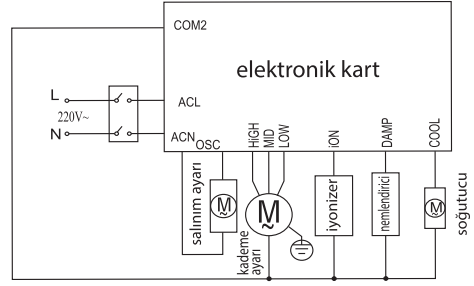 COM2
elektronik kart
L
220V~
N
ACL
ACN
OSC
HiGH
MID
LOW
iON
DAMP
COOL
salınım ayarı
M
~
kademe
ayarı
M
~
iyonizer
nemlendirici
M
~
soğutucu